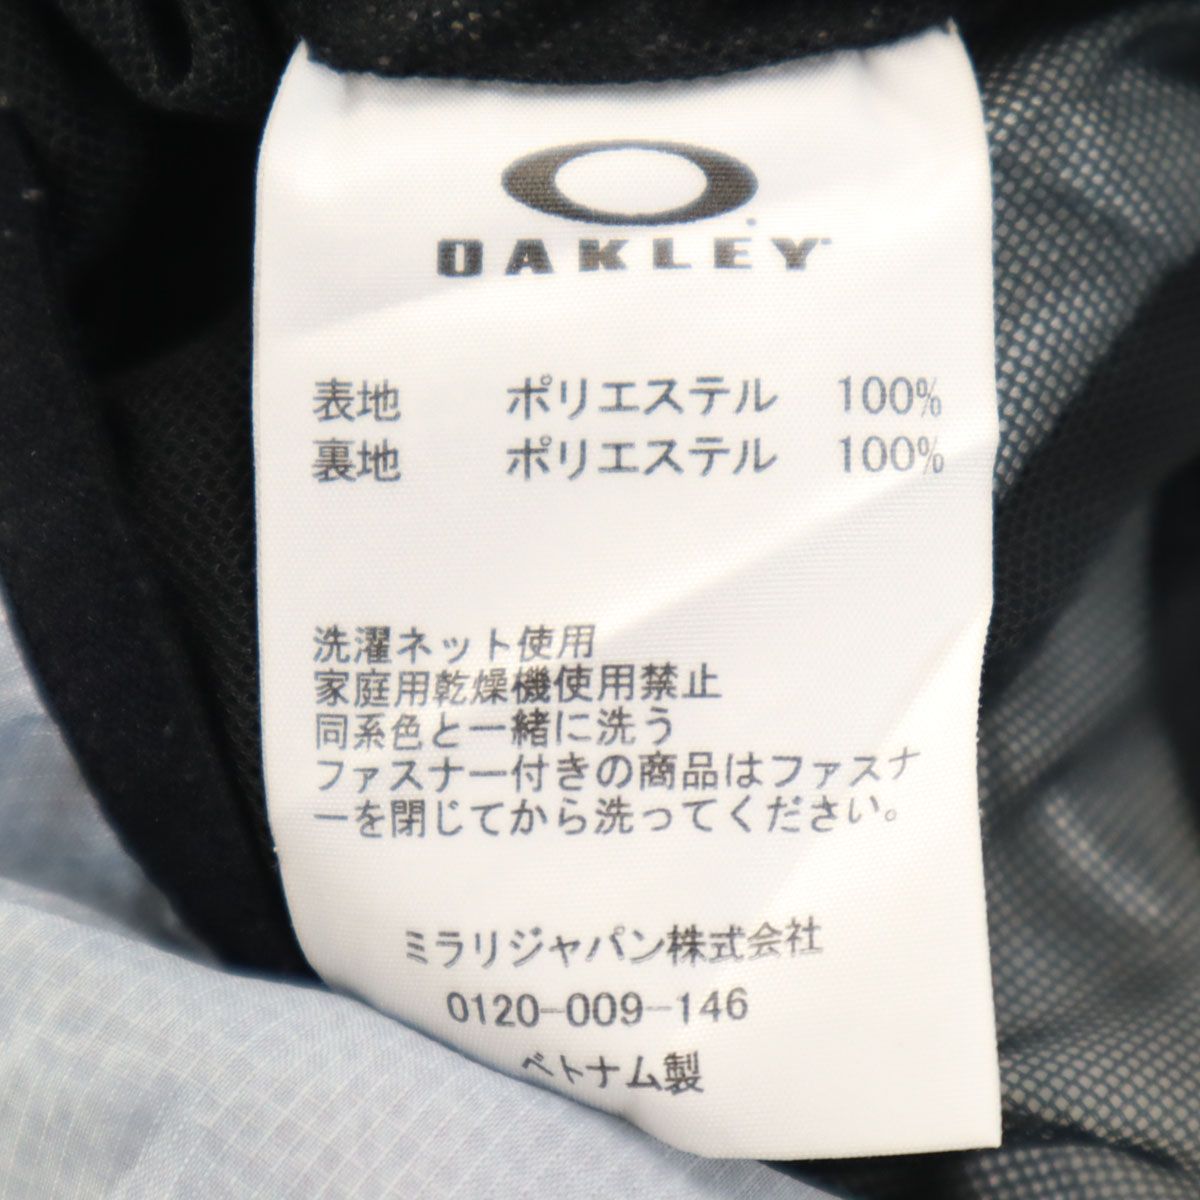 OAKLEY
表地 ポリエステル 100%
裏地 ポリエステル 100%
洗濯ネット使用
家庭用乾燥機使用禁止
同系色と一緒に洗う
ファスナー付きの商品はファスナ
ーを閉じてから洗ってください。
ミラリジャパン株式会社
0120-009-146
ベトナム製